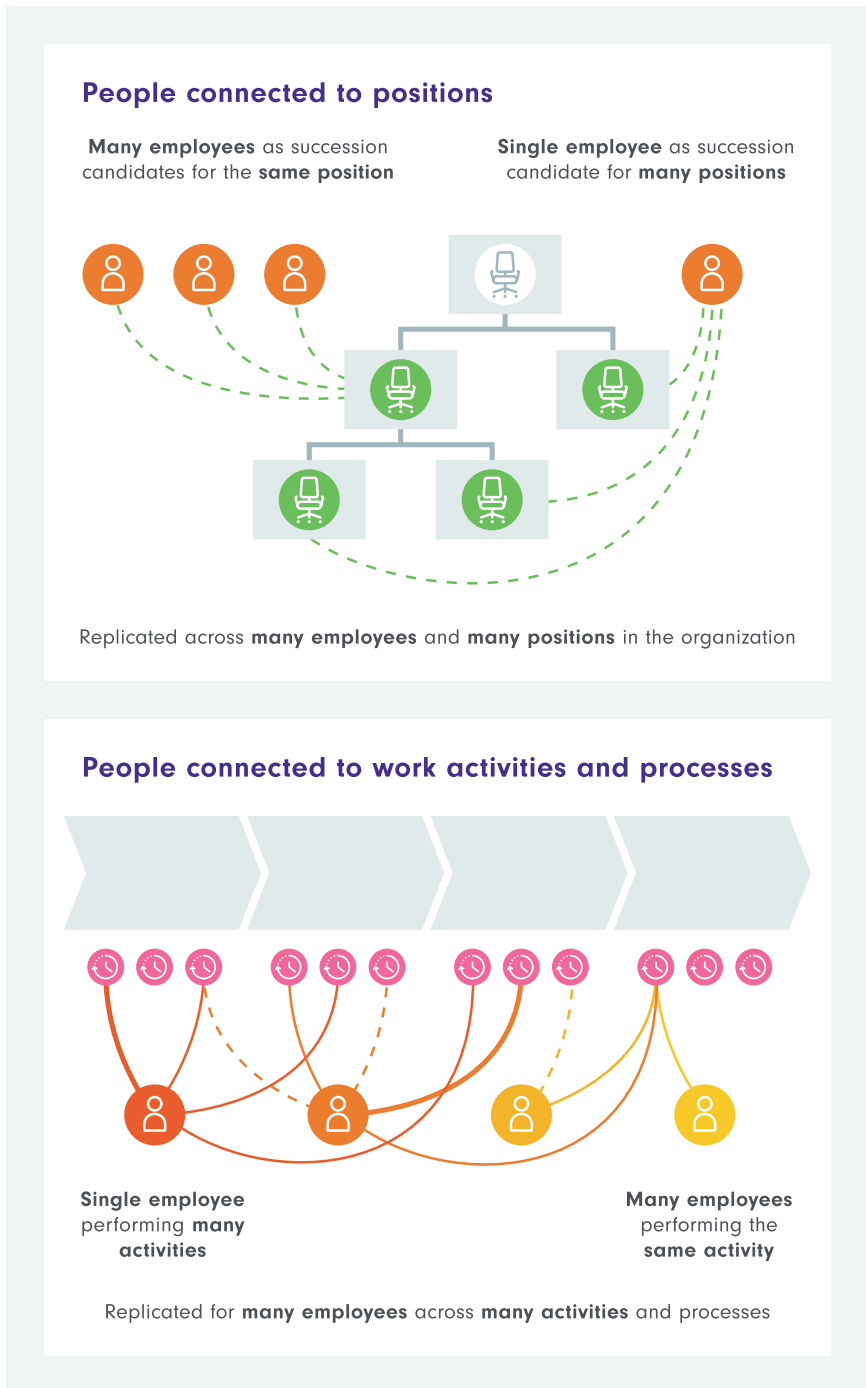 People connected to positions
Many employees as succession
candidates for the same position
Single employee as succession
candidate for many positions
Replicated across many employees and many positions in the organization
People connected to work activities and processes
Single employee
performing many
activities
Many employees
performing the
same activity
Replicated for many employees across many activities and processes